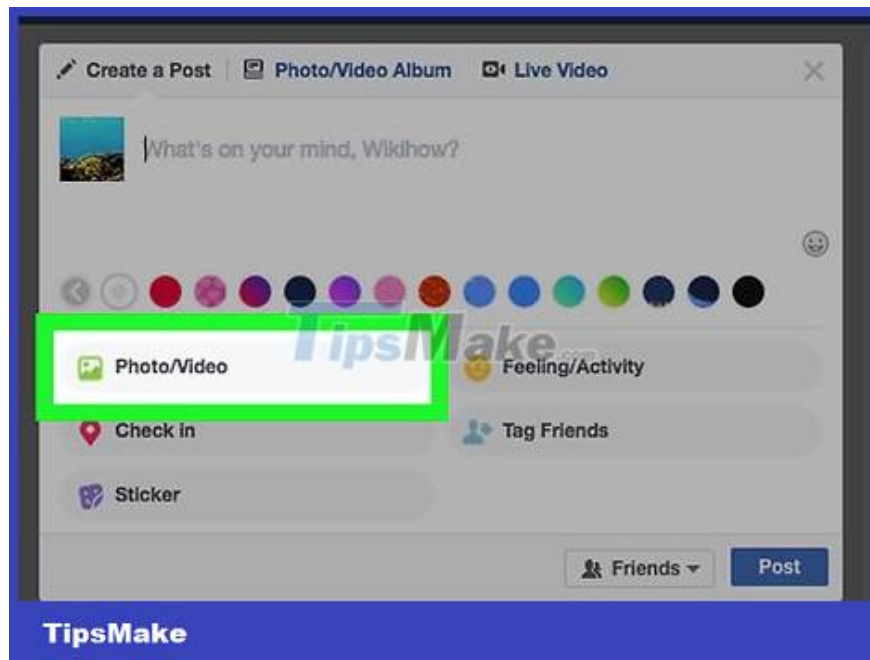 Create a Post Photo/Video Album Live Video
What's on your mind, Wikihow?
TipsMake
Photo/Video Feeling/Activity
Check in Tag Friends
Sticker
Friends Post
TipsMake